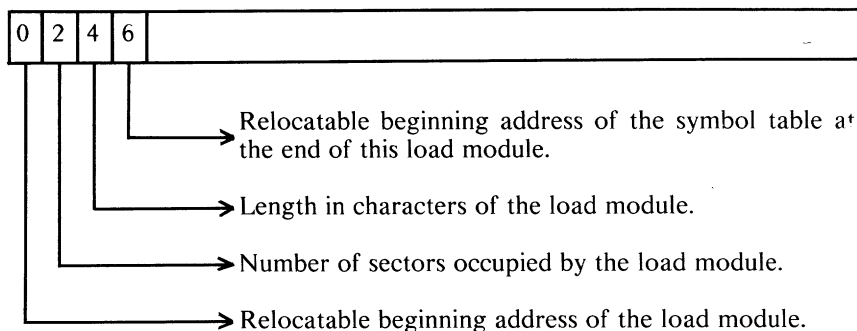 0 2 4 6
Relocatable beginning address of the symbol table at
the end of this load module.
Length in characters of the load module.
Number of sectors occupied by the load module.
Relocatable beginning address of the load module.